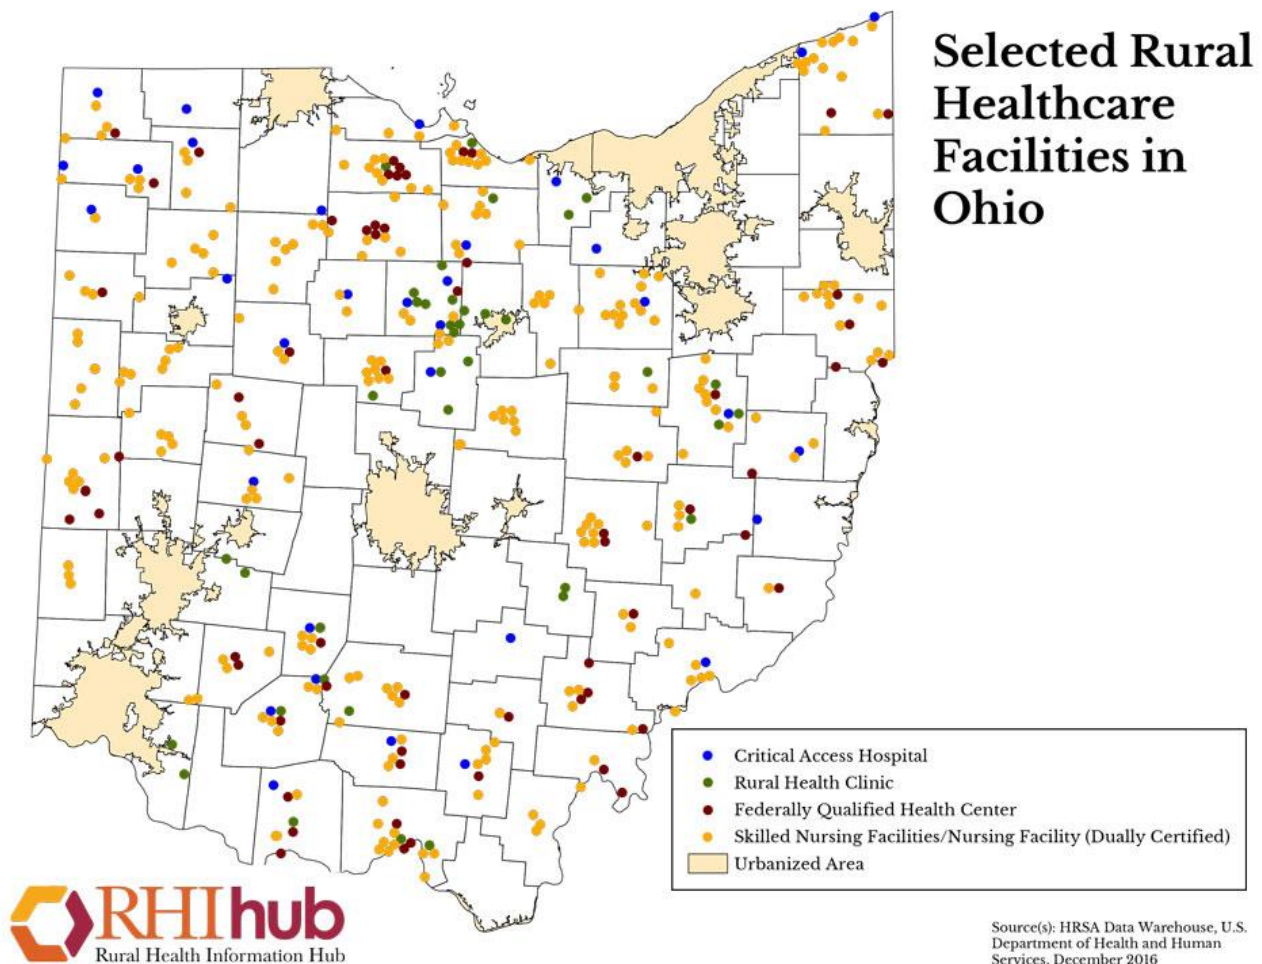 Selected Rural
Healthcare
Facilities in
Ohio
Critical Access Hospital
Rural Health Clinic
Federally Qualified Health Center
Skilled Nursing Facilities/Nursing Facility (Dually Certified)
Urbanized Area
RHIhub
Rural Health Information Hub
Source(s): HRSA Data Warehouse, U.S.
Department of Health and Human
Services, December 2016